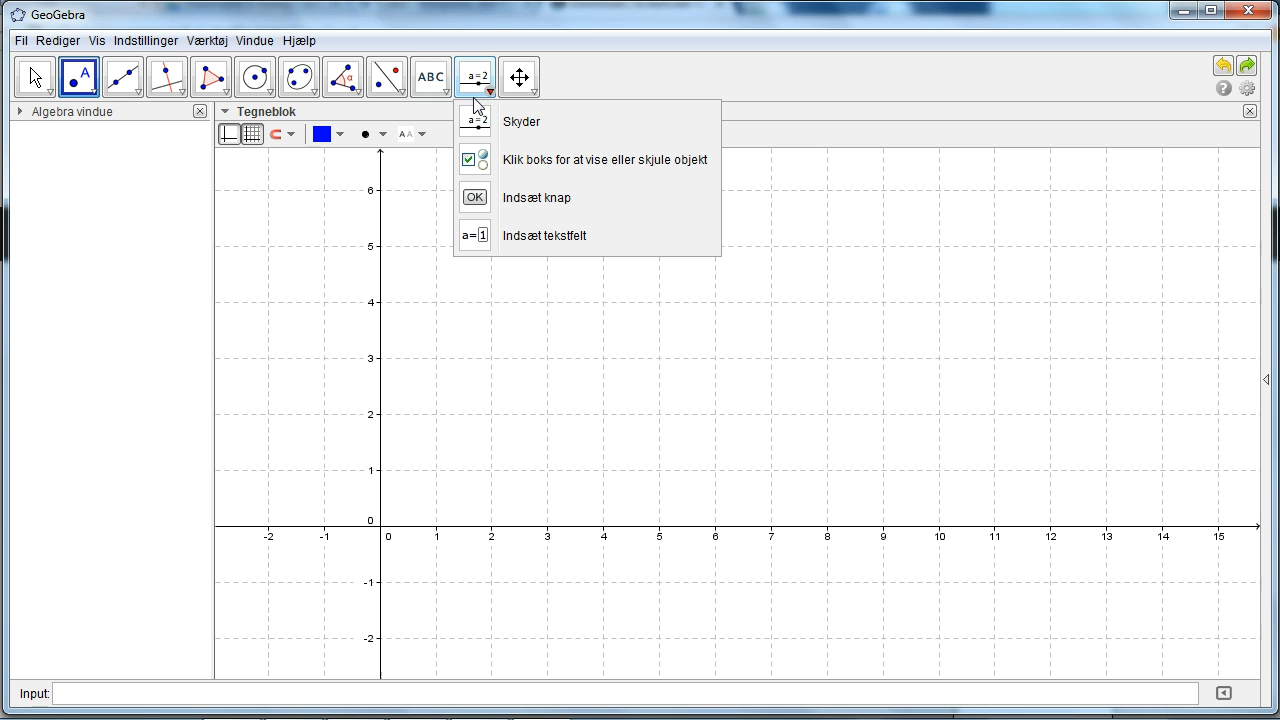 GeoGebra
Fil Rediger Vis Indstillinger Værktøj Vindue Hjælp
A α ABC a=2
Algebra vindue
Tegneblok
A A
a=2 Skyder
Klik boks for at vise eller skjule objekt
OK Indsæt knap
a=1 Indsæt tekstfelt
6
5
4
3
2
1
0
-2 -1 0 1 2 3 4 5 6 7 8 9 10 11 12 13 14 15
-1
-2
Input: